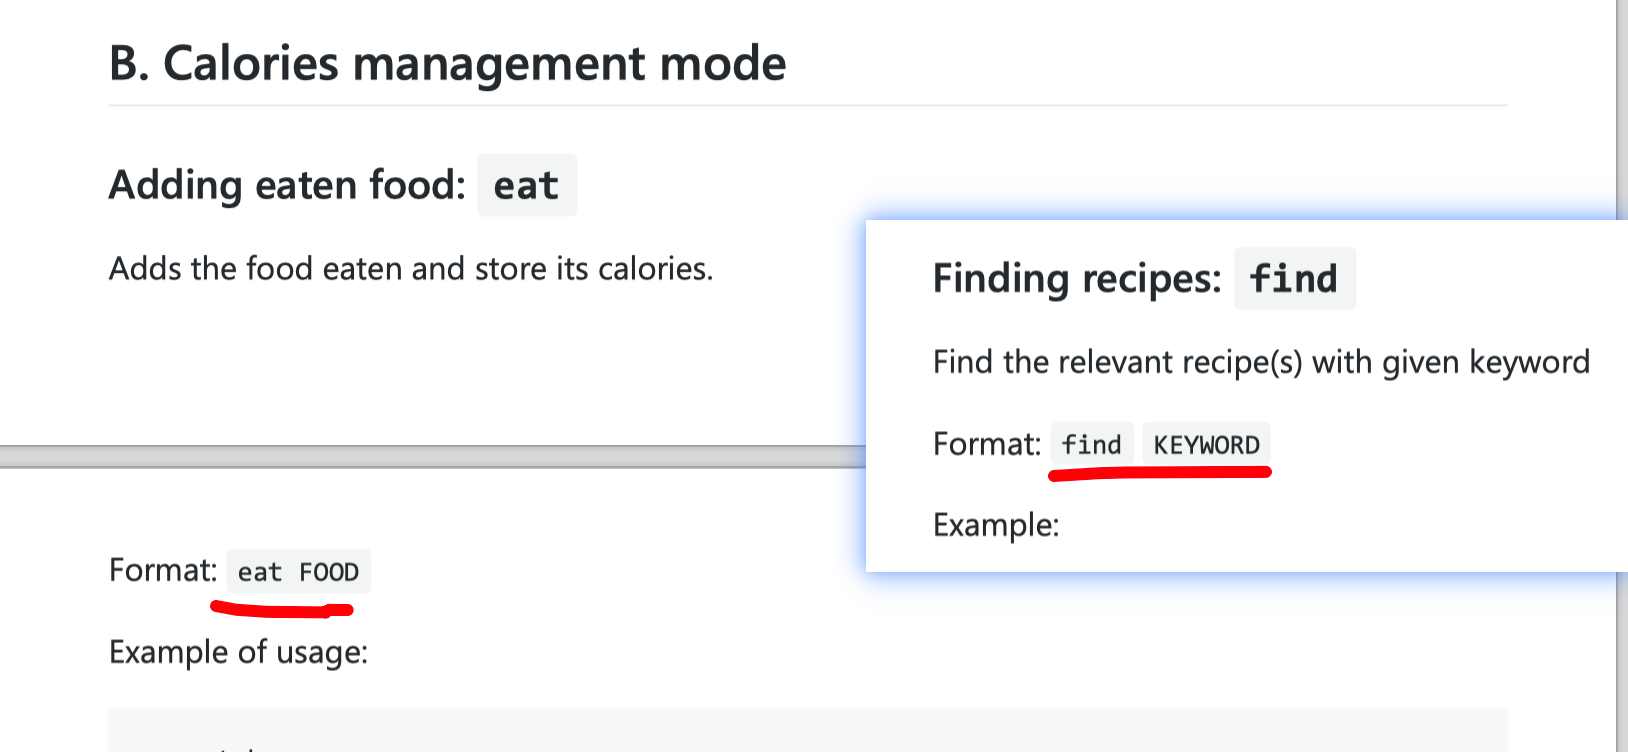 B. Calories management mode
Adding eaten food: eat
Adds the food eaten and store its calories.
Format: eat FOOD
Example of usage:
Finding recipes: find
Find the relevant recipe(s) with given keyword
Format: find KEYWORD
Example: